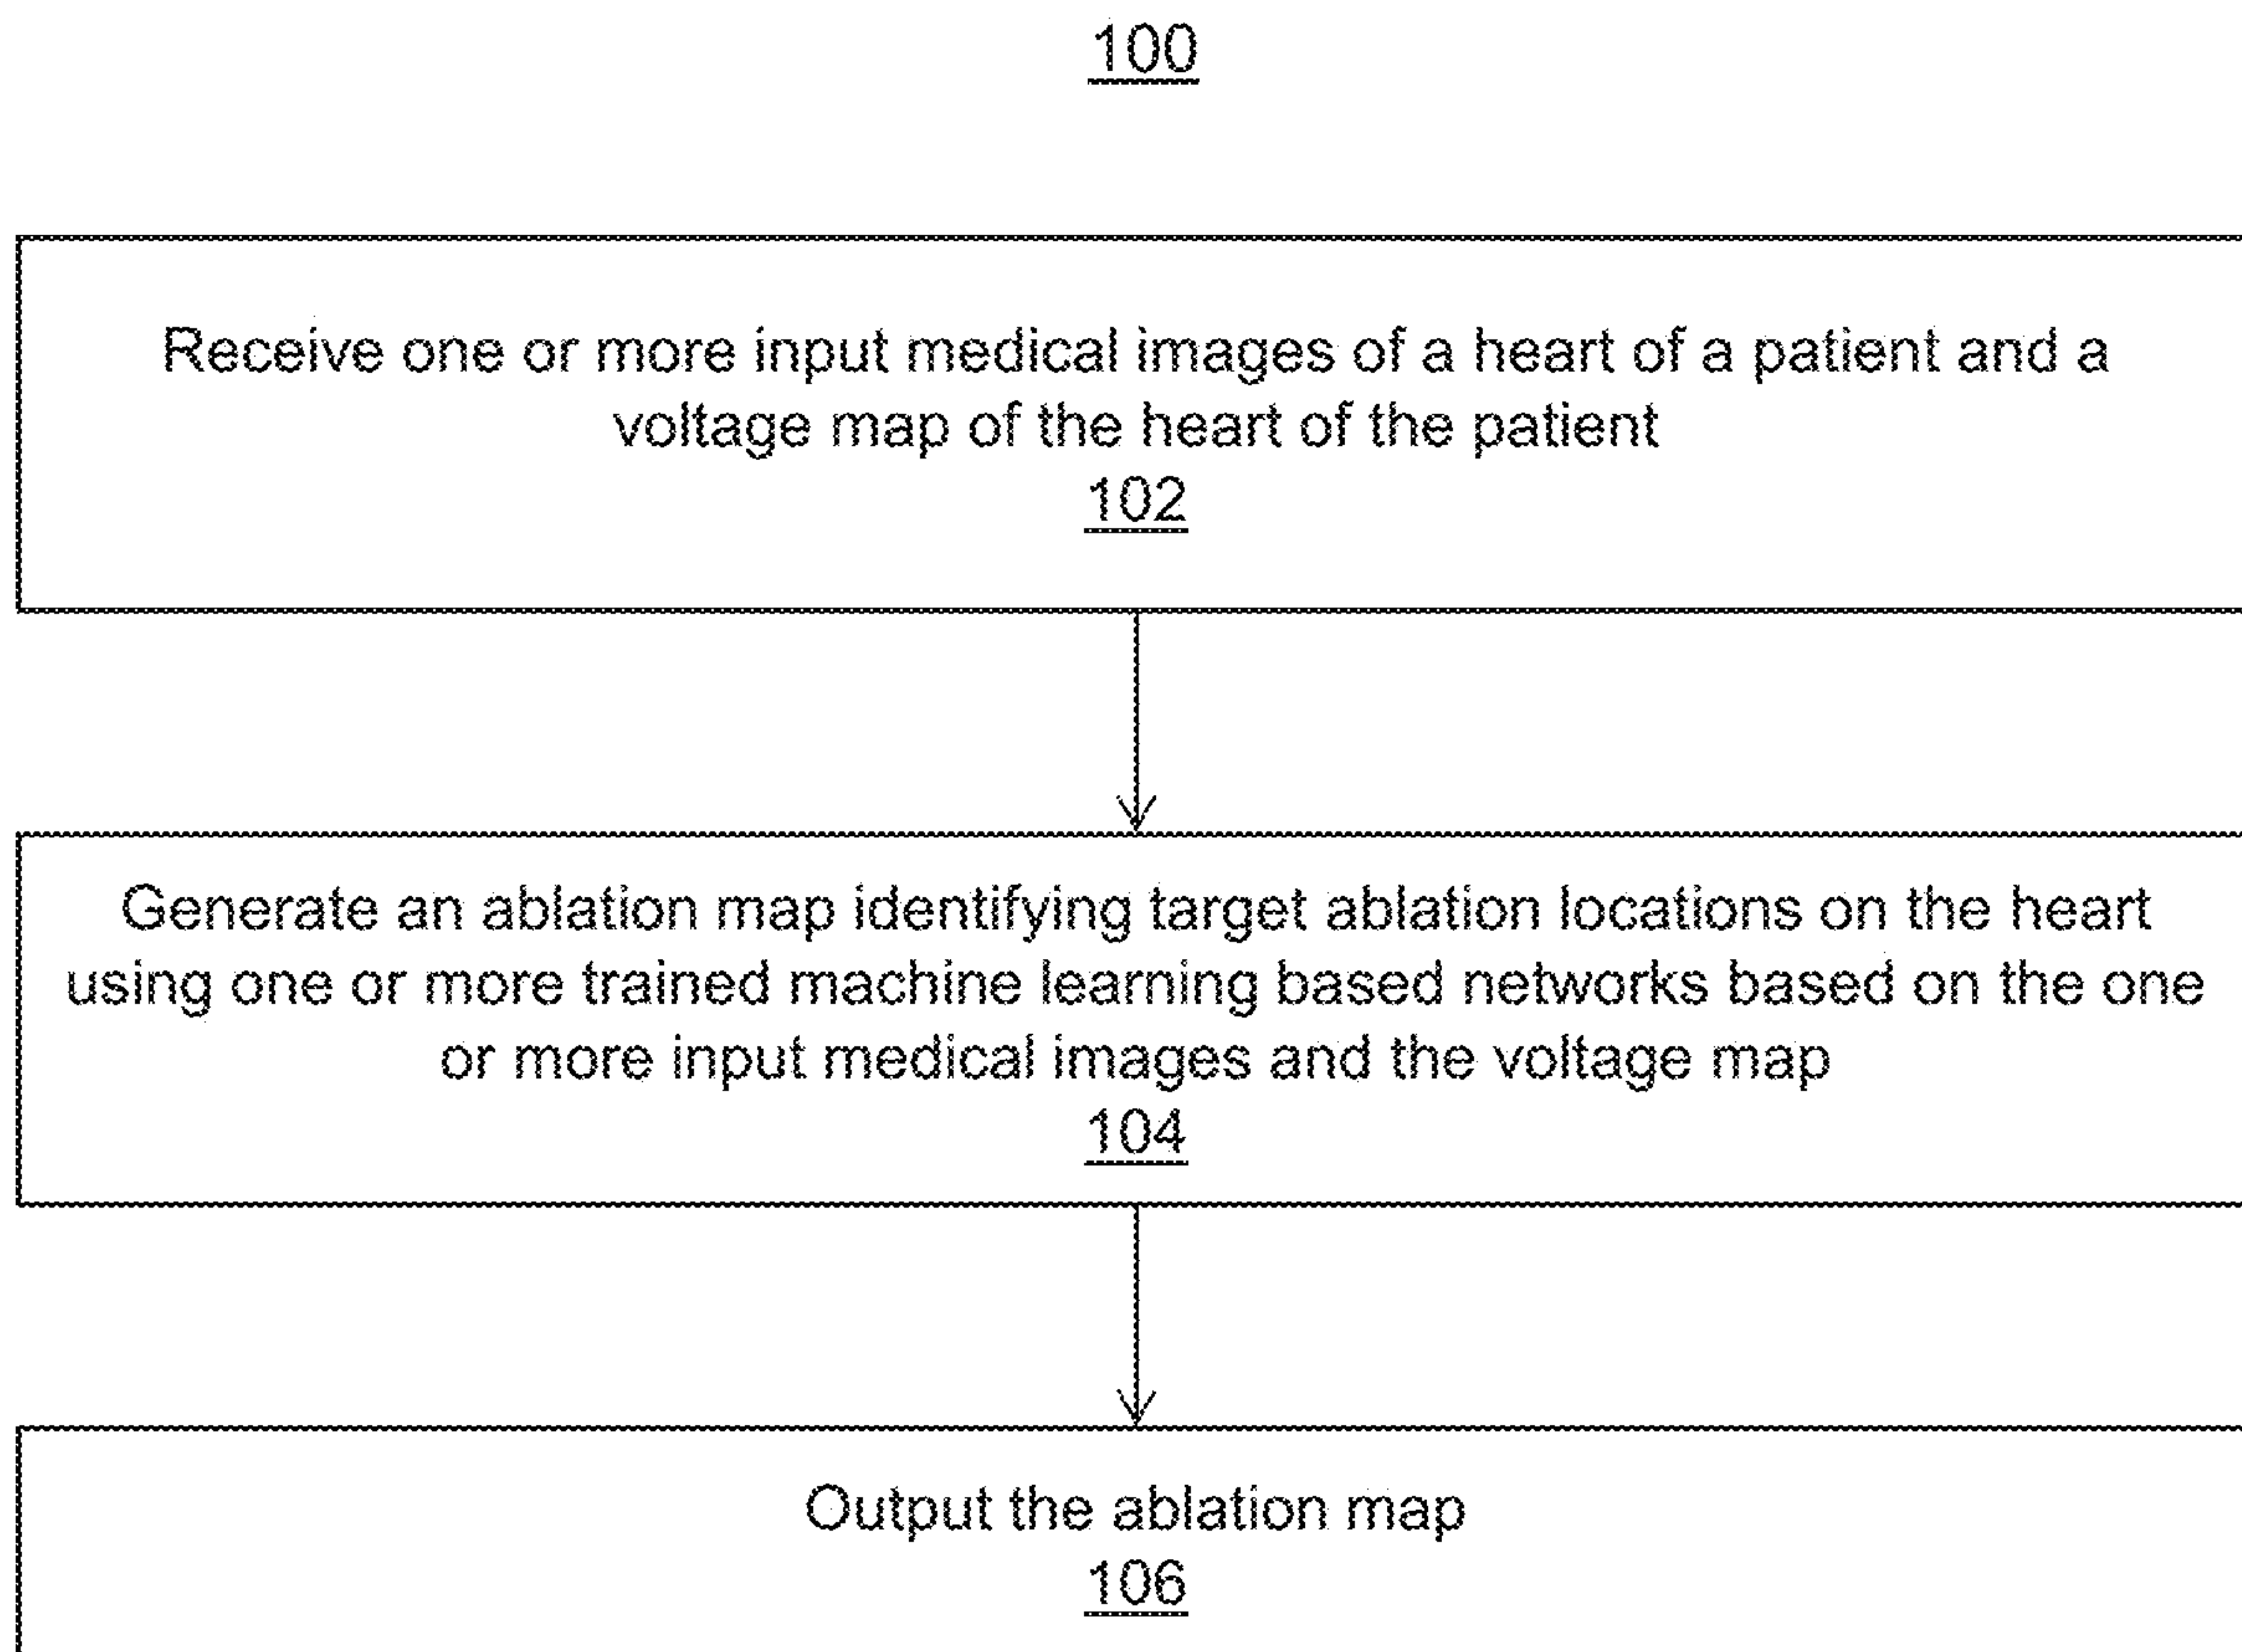 100
Receive one or more input medical images of a heart of a patient and a
voltage map of the heart of the patient
102
Generate an ablation map identifying target ablation locations on the heart
using one or more trained machine learning based networks based on the one
or more input medical images and the voltage map
104
Output the ablation map
106